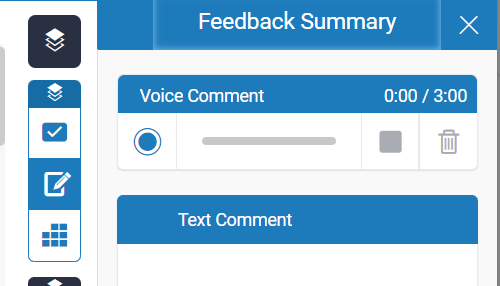 Feedback Summary
Voice Comment 0:00 / 3:00
Text Comment